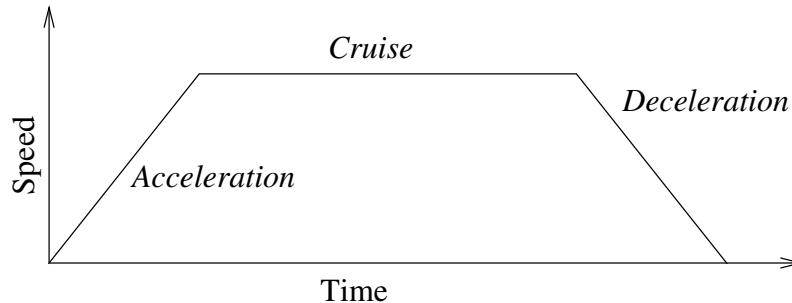 Cruise
Deceleration
Speed
Acceleration
Time